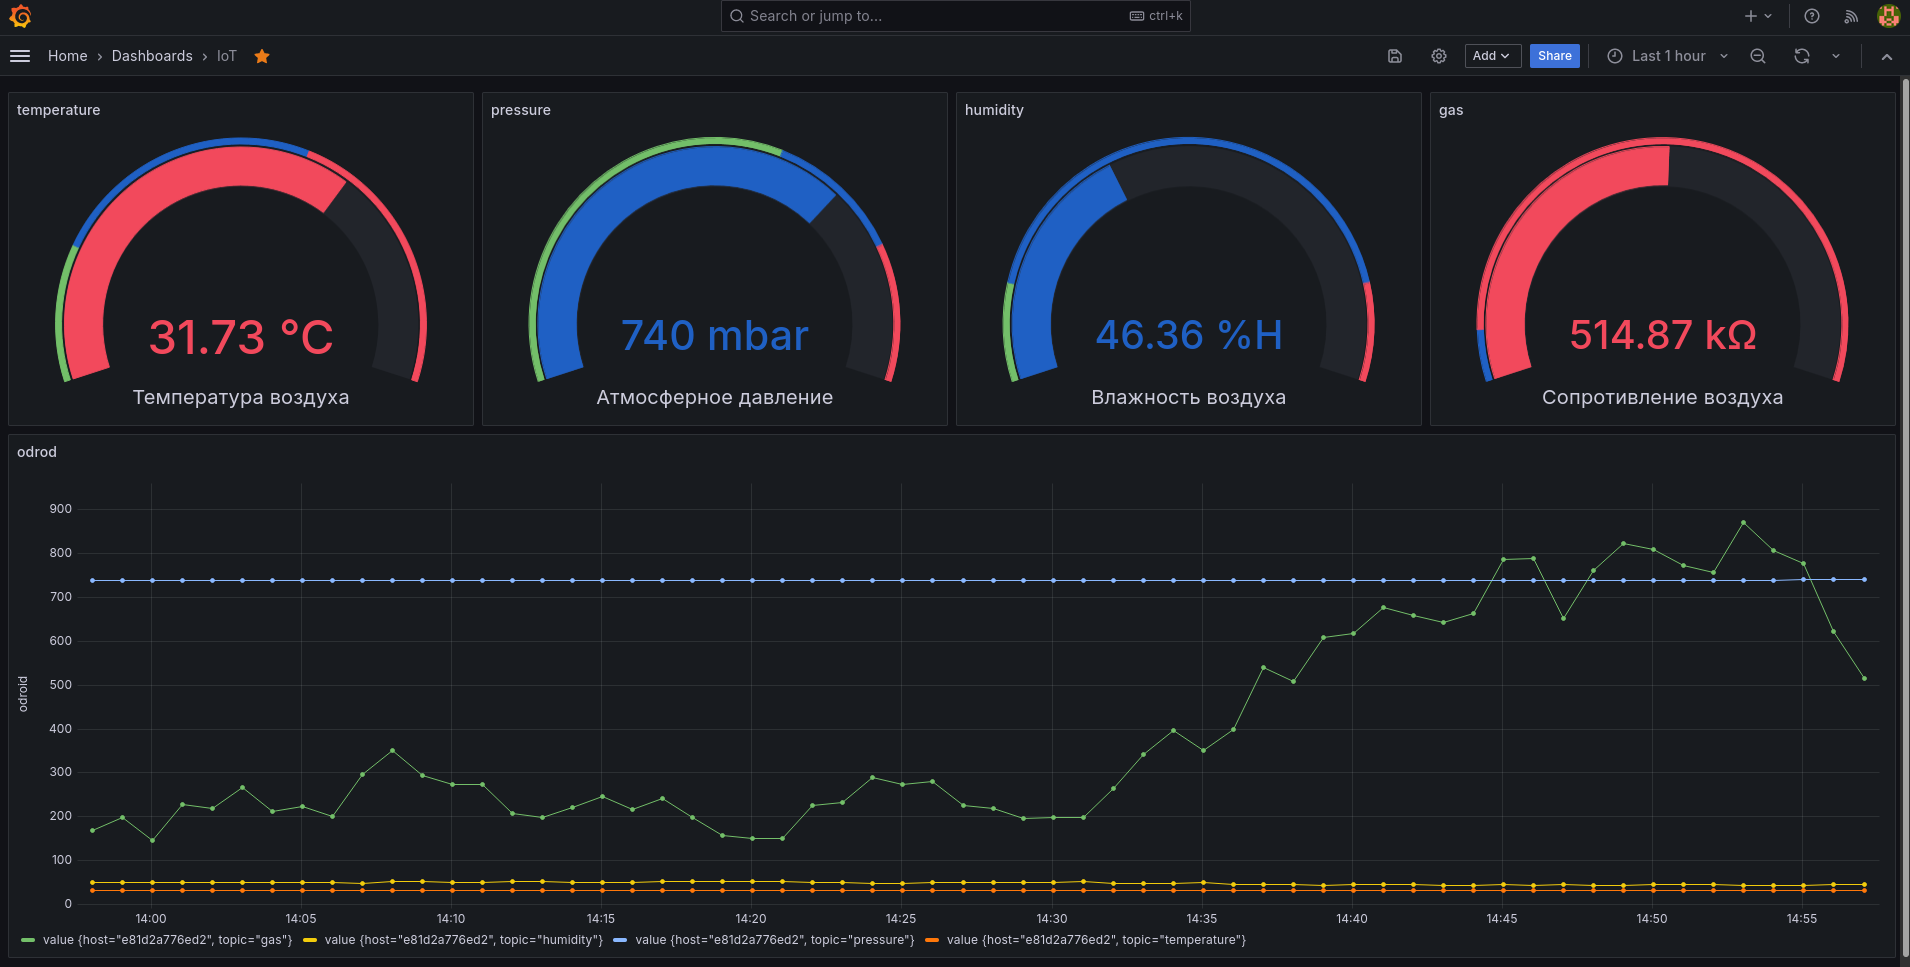 Search or jump to... ctrl+k
Home › Dashboards › IoT Add Share Last 1 hour
temperature
31.73 °C
Температура воздуха
pressure
740 mbar
Атмосферное давление
humidity
46.36 %H
Влажность воздуха
gas
514.87 kΩ
Сопротивление воздуха
odrod
odroid
900
800
700
600
500
400
300
200
100
0
14:00 14:05 14:10 14:15 14:20 14:25 14:30 14:35 14:40 14:45 14:50 14:55
value {host="e81d2a776ed2", topic="gas"} value {host="e81d2a776ed2", topic="humidity"} value {host="e81d2a776ed2", topic="pressure"} value {host="e81d2a776ed2", topic="temperature"}